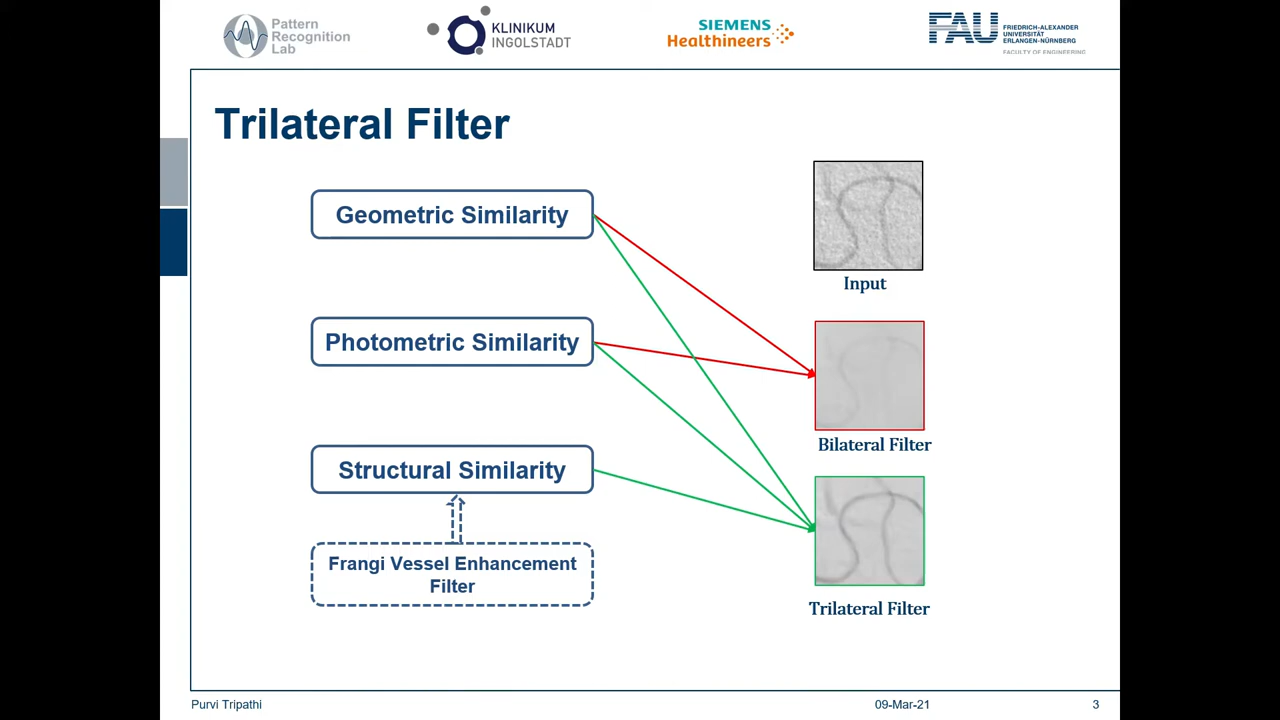 Pattern
Recognition
Lab
KLINIKUM
INGOLSTADT
SIEMENS
Healthineers
FAU
FRIEDRICH-ALEXANDER
UNIVERSITÄT
ERLANGEN-NÜRNBERG
FACULTY OF ENGINEERING
Trilateral Filter
Geometric Similarity
Input
Photometric Similarity
Bilateral Filter
Structural Similarity
Frangi Vessel Enhancement
Filter
Trilateral Filter
Purvi Tripathi
09-Mar-21
3